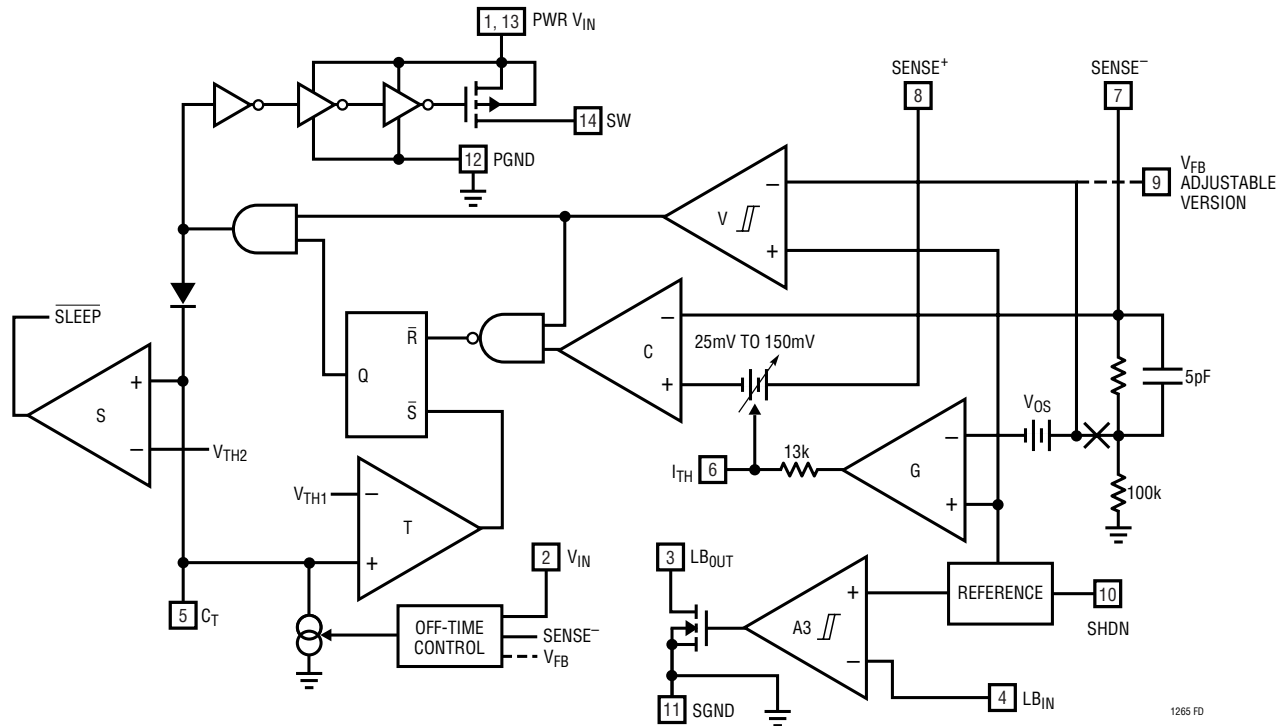 1, 13 PWR VIN
SENSE+
SENSE−
8
7
14 SW
12 PGND
9
VFB
ADJUSTABLE
VERSION
−
V
+
SLEEP
R
−
C
+
25mV TO 150mV
5pF
Q
S
+
S
−
VTH2
VOS
−
13k
ITH 6
G
+
100k
VTH1
−
T
+
2 VIN
3 LBOUT
+
REFERENCE
10
SHDN
5 CT
OFF-TIME
CONTROL
SENSE−
VFB
A3
−
4 LBIN
11 SGND
1265 FD